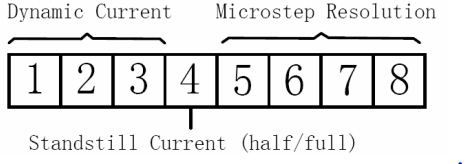 Dynamic Current Microstep Resolution
1 2 3 4 5 6 7 8
Standstill Current (half/full)